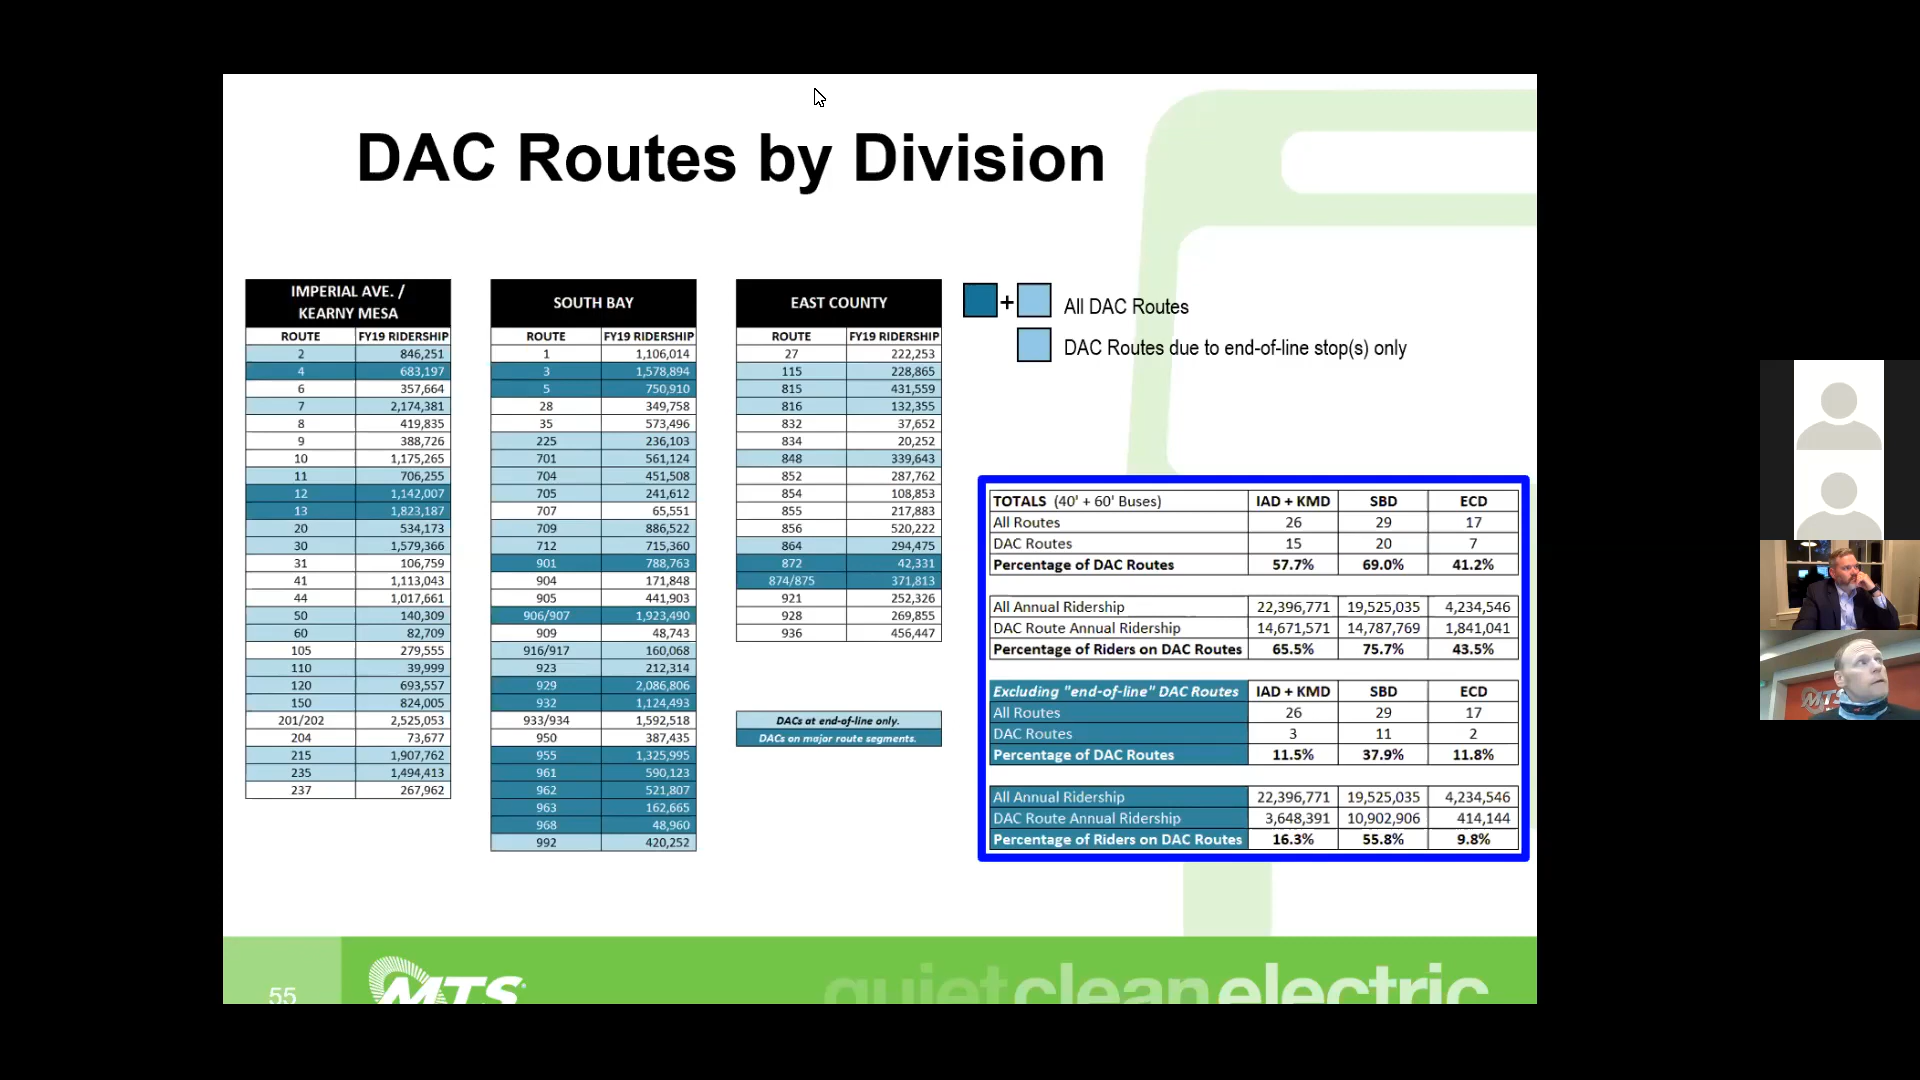 DAC Routes by Division
IMPERIAL AVE. /
KEARNY MESA
ROUTE FY19 RIDERSHIP
2 846,251
4 683,197
6 357,664
7 2,174,381
8 419,835
9 388,726
10 1,175,265
11 706,255
12 1,142,007
13 1,823,187
20 534,173
30 1,579,366
31 106,759
41 1,113,043
44 1,017,661
50 140,309
60 82,709
105 279,555
110 39,999
120 693,557
150 824,005
201/202 2,525,053
204 73,677
215 1,907,762
235 1,494,413
237 267,962
SOUTH BAY
ROUTE FY19 RIDERSHIP
1 1,106,014
3 1,578,894
5 750,910
28 349,758
35 573,496
225 236,103
701 561,124
704 451,508
705 241,612
707 65,551
709 886,522
712 715,360
901 788,763
904 171,848
905 441,903
906/907 1,923,490
909 48,743
916/917 160,068
923 212,314
929 2,086,806
932 1,124,493
933/934 1,592,518
950 387,435
955 1,325,995
961 590,123
962 521,807
963 162,665
968 48,960
992 420,252
EAST COUNTY
ROUTE FY19 RIDERSHIP
27 222,253
115 228,865
815 431,559
816 132,355
832 37,652
834 20,252
848 339,643
852 287,762
854 108,853
855 217,883
856 520,222
864 294,475
872 42,331
874/875 371,813
921 252,326
928 269,855
936 456,447
DACs at end-of-line only.
DACs on major route segments.
+ All DAC Routes
DAC Routes due to end-of-line stop(s) only
TOTALS (40' + 60' Buses) IAD + KMD SBD ECD
All Routes 26 29 17
DAC Routes 15 20 7
Percentage of DAC Routes 57.7% 69.0% 41.2%
All Annual Ridership 22,396,771 19,525,035 4,234,546
DAC Route Annual Ridership 14,671,571 14,787,769 1,841,041
Percentage of Riders on DAC Routes 65.5% 75.7% 43.5%
Excluding "end-of-line" DAC Routes IAD + KMD SBD ECD
All Routes 26 29 17
DAC Routes 3 11 2
Percentage of DAC Routes 11.5% 37.9% 11.8%
All Annual Ridership 22,396,771 19,525,035 4,234,546
DAC Route Annual Ridership 3,648,391 10,902,906 414,144
Percentage of Riders on DAC Routes 16.3% 55.8% 9.8%
55
MTS
quiet clean electric
MTS